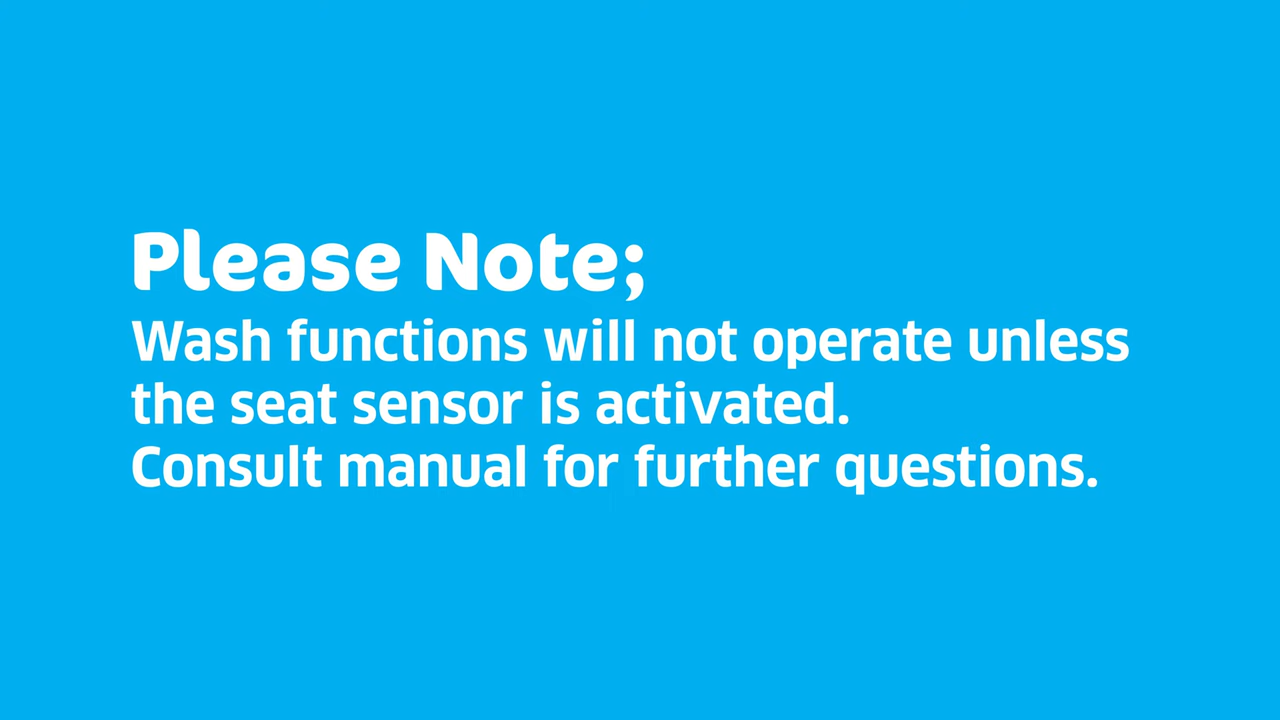 Please Note;
Wash functions will not operate unless
the seat sensor is activated.
Consult manual for further questions.